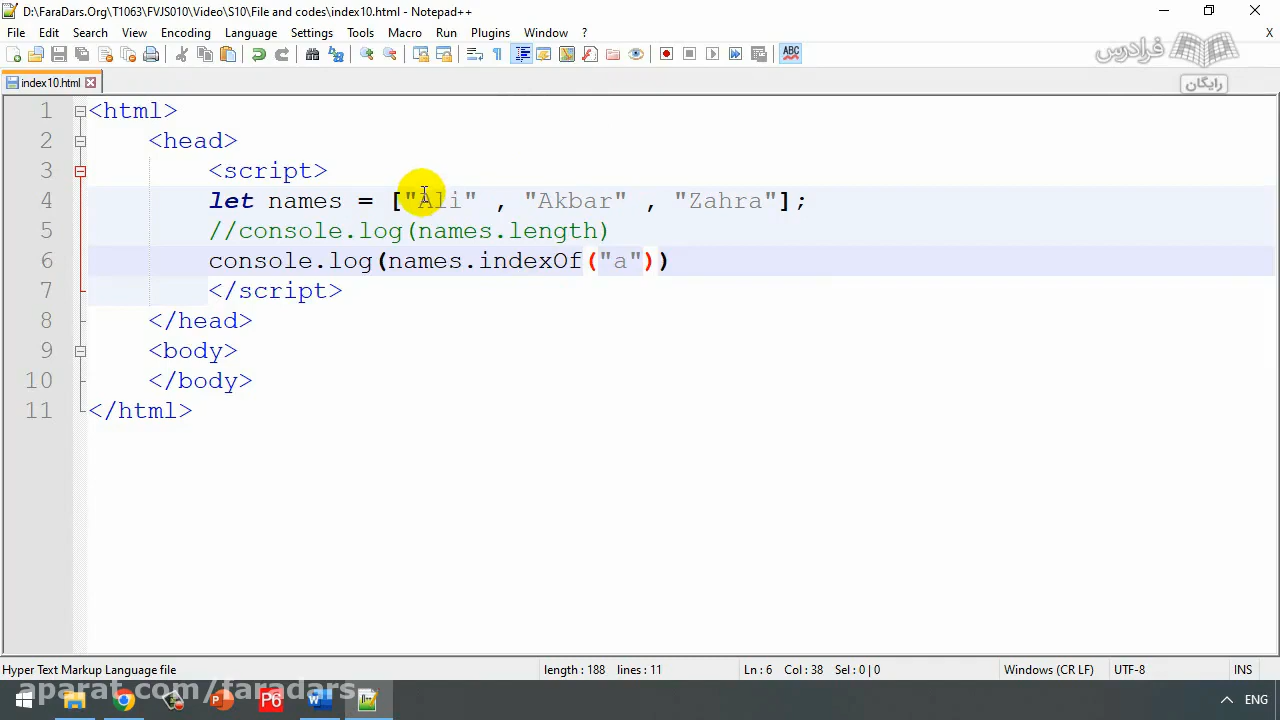 D:\FaraDars.Org\T1063\FVJS010\Video\S10\File and codes\index10.html - Notepad++
File Edit Search View Encoding Language Settings Tools Macro Run Plugins Window ? X
ABC
فرادرس
رایگان
index10.html
1 <html>
2 <head>
3 <script>
4 let names = ["Ali" , "Akbar" , "Zahra"];
5 //console.log(names.length)
6 console.log(names.indexOf("a"))
7 </script>
8 </head>
9 <body>
10 </body>
11 </html>
Hyper Text Markup Language file length : 188 lines : 11 Ln : 6 Col : 38 Sel : 0 | 0 Windows (CR LF) UTF-8 INS
aparat.com/faradars
P6
ENG